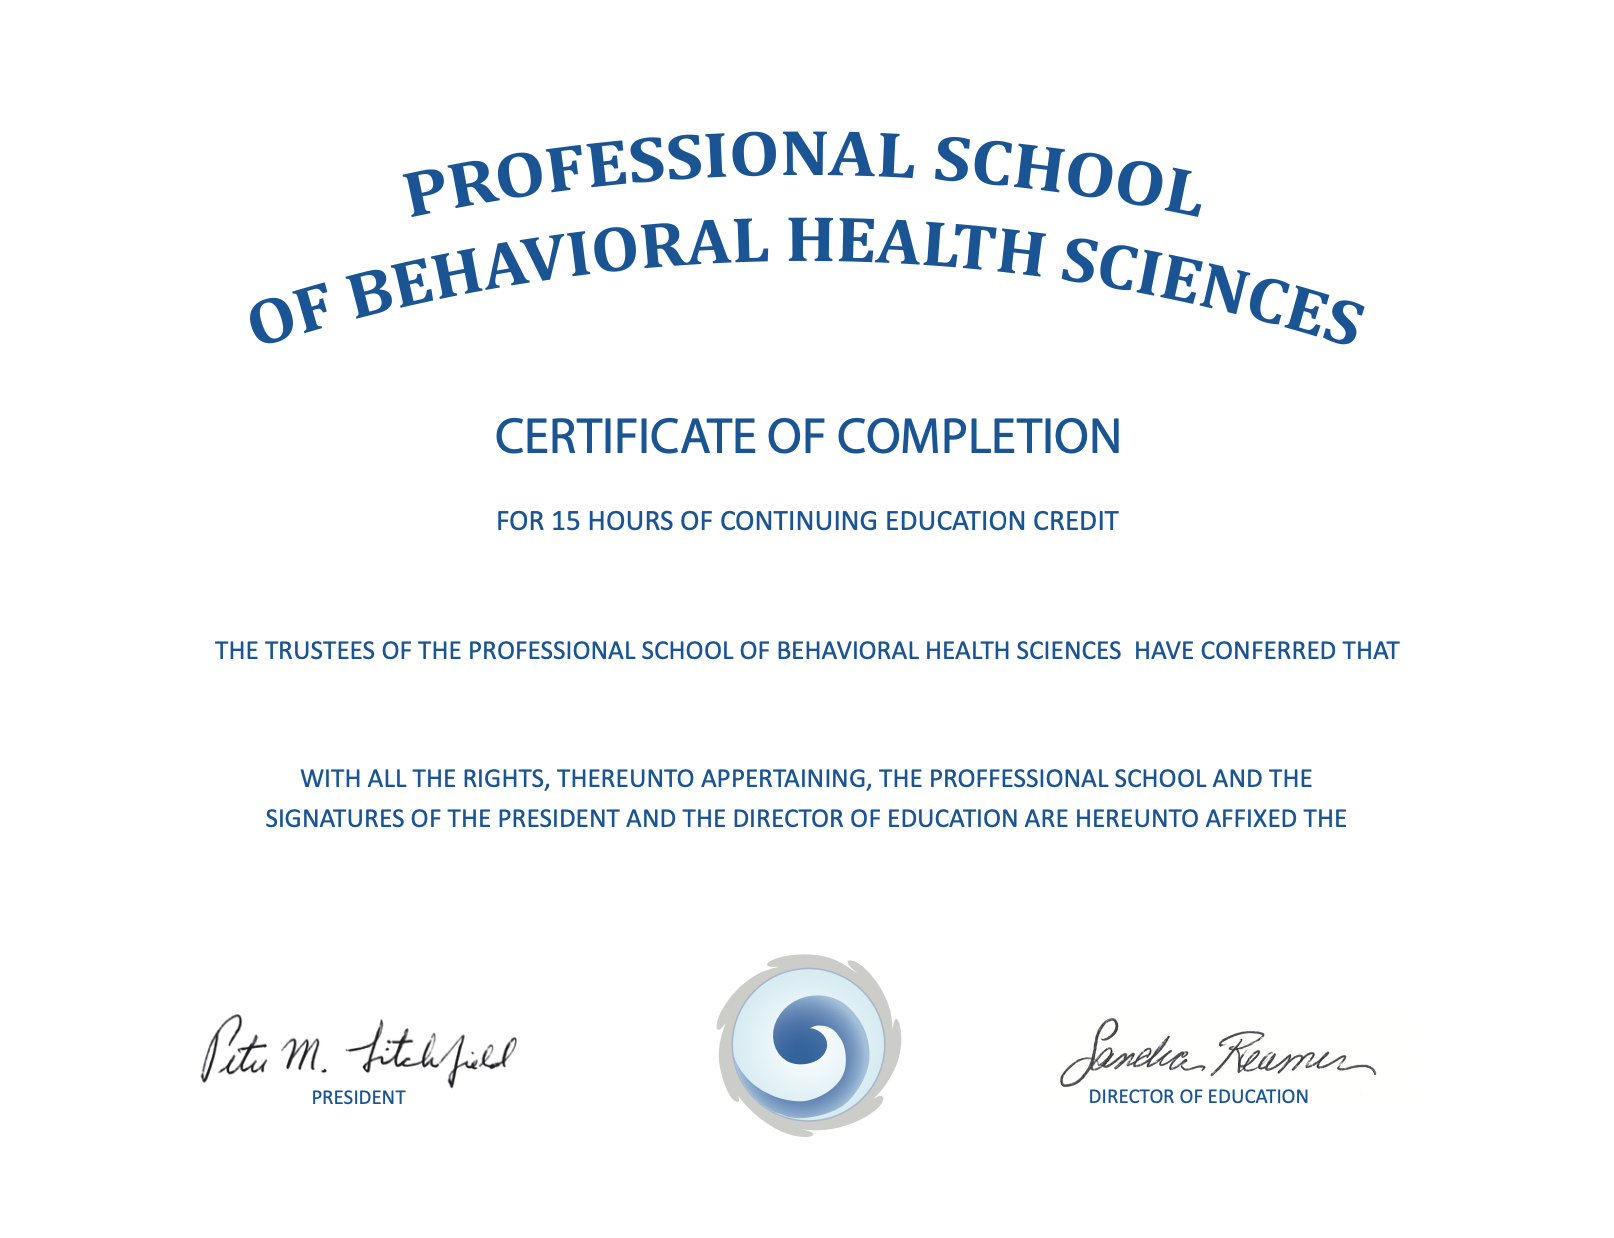 PROFESSIONAL SCHOOL
OF BEHAVIORAL HEALTH SCIENCES
CERTIFICATE OF COMPLETION
FOR 15 HOURS OF CONTINUING EDUCATION CREDIT
THE TRUSTEES OF THE PROFESSIONAL SCHOOL OF BEHAVIORAL HEALTH SCIENCES HAVE CONFERRED THAT
WITH ALL THE RIGHTS, THEREUNTO APPERTAINING, THE PROFFESSIONAL SCHOOL AND THE
SIGNATURES OF THE PRESIDENT AND THE DIRECTOR OF EDUCATION ARE HEREUNTO AFFIXED THE
Peter M. Litchfield
PRESIDENT
Sandra Reamer
DIRECTOR OF EDUCATION